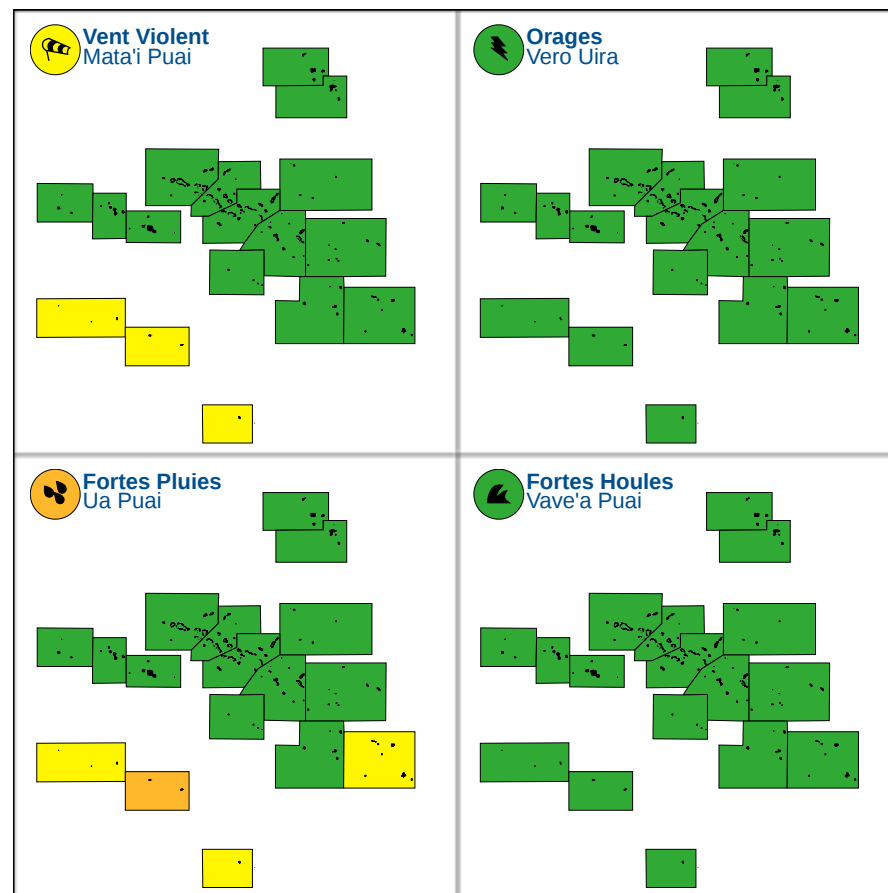 Vent Violent
Mata'i Puai
Orages
Vero Uira
Fortes Pluies
Ua Puai
Fortes Houles
Vave'a Puai